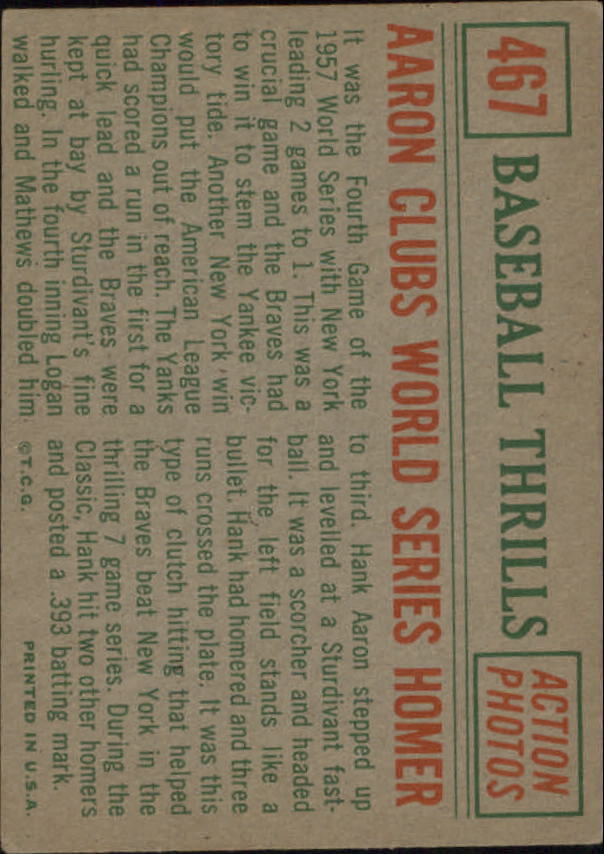 467
BASEBALL THRILLS
ACTION
PHOTOS
AARON CLUBS WORLD SERIES HOMER
It was the Fourth Game of the
1957 World Series with New York
leading 2 games to 1. This was a
crucial game and the Braves had
to win it to stem the Yankee vic-
tory tide. Another New York win
would put the American League
Champions out of reach. The Yanks
had scored a run in the first for a
quick lead and the Braves were
kept at bay by Sturdivant's fine
hurling. In the fourth inning Logan
walked and Mathews doubled him
to third. Hank Aaron stepped up
and levelled at a Sturdivant fast-
ball. It was a scorcher and headed
for the left field stands like a
bullet. Hank had homered and three
runs crossed the plate. It was this
type of clutch hitting that helped
the Braves beat New York in the
thrilling 7 game series. During the
Classic, Hank hit two other homers
and posted a .393 batting mark.
©T.C.G.
PRINTED IN U.S.A.